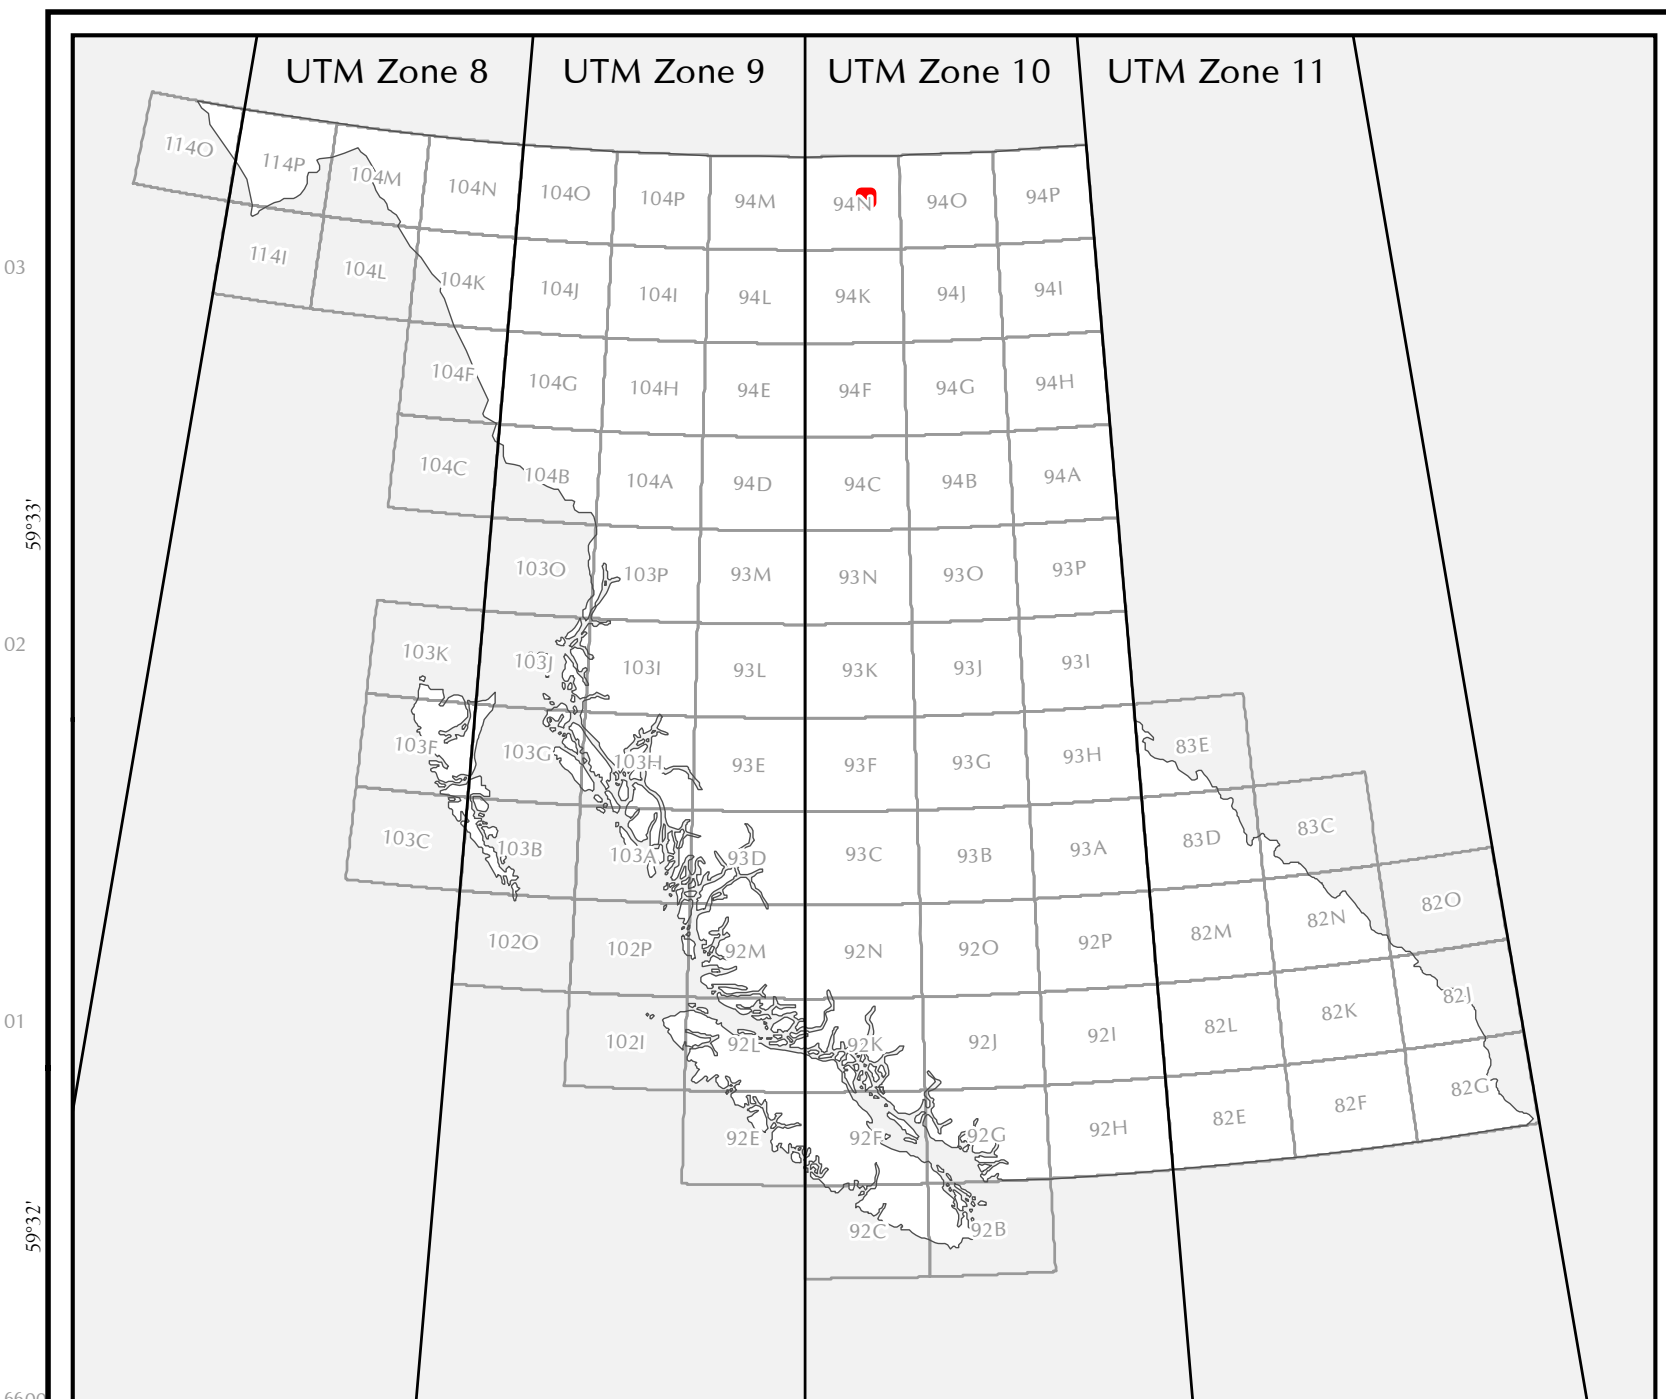 UTM Zone 8 UTM Zone 9 UTM Zone 10 UTM Zone 11
114O 114P 104M 104N 104O 104P 94M 94N 94O 94P
03
114I 104L 104K 104J 104I 94L 94K 94J 94I
104F 104G 104H 94E 94F 94G 94H
104C 104B 104A 94D 94C 94B 94A
59°33'
103O 103P 93M 93N 93O 93P
02
103K 103J 103I 93L 93K 93J 93I
103F 103G 103H 93E 93F 93G 93H 83E
103C 103B 103A 93D 93C 93B 93A 83D 83C
102O 102P 92M 92N 92O 92P 82M 82N 82O
01
102I 92L 92K 92J 92I 82L 82K 82J
92E 92F 92G 92H 82E 82F 82G
59°32'
92C 92B